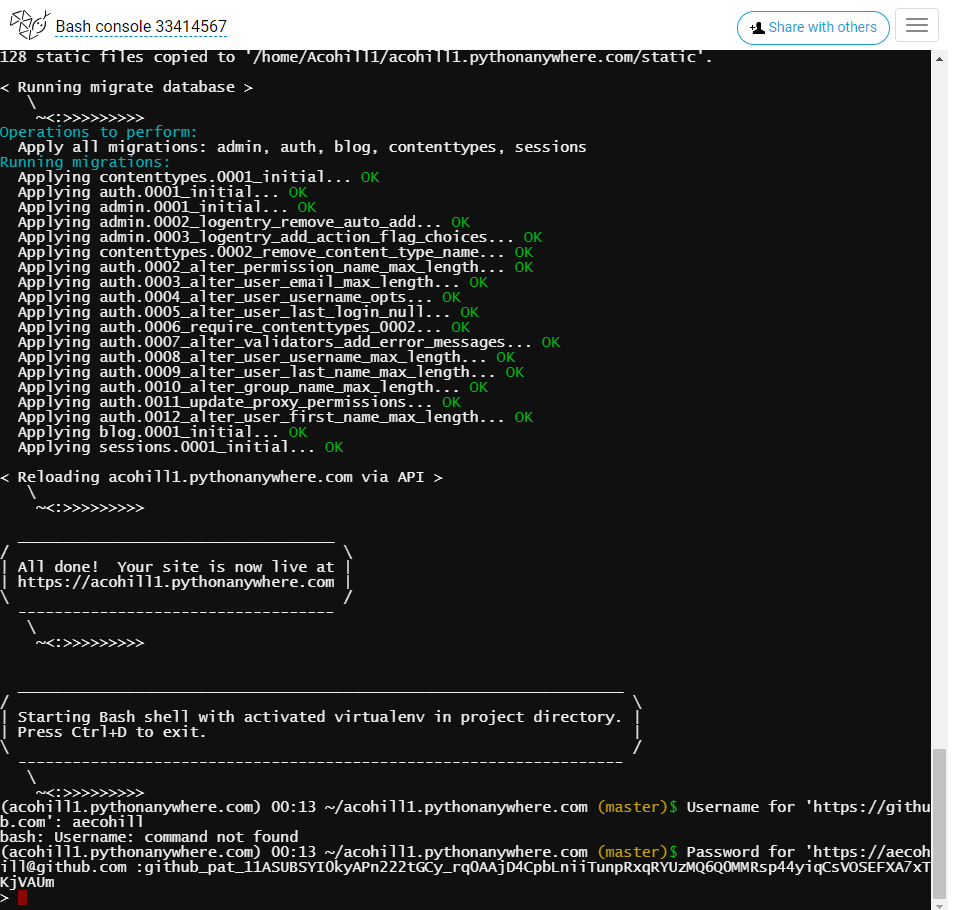 Bash console 33414567
Share with others
128 static files copied to '/home/Acohill1/acohill1.pythonanywhere.com/static'.
< Running migrate database >
\
~<:>>>>>>>>>
Operations to perform:
Apply all migrations: admin, auth, blog, contenttypes, sessions
Running migrations:
Applying contenttypes.0001_initial... OK
Applying auth.0001_initial... OK
Applying admin.0001_initial... OK
Applying admin.0002_logentry_remove_auto_add... OK
Applying admin.0003_logentry_add_action_flag_choices... OK
Applying contenttypes.0002_remove_content_type_name... OK
Applying auth.0002_alter_permission_name_max_length... OK
Applying auth.0003_alter_user_email_max_length... OK
Applying auth.0004_alter_user_username_opts... OK
Applying auth.0005_alter_user_last_login_null... OK
Applying auth.0006_require_contenttypes_0002... OK
Applying auth.0007_alter_validators_add_error_messages... OK
Applying auth.0008_alter_user_username_max_length... OK
Applying auth.0009_alter_user_last_name_max_length... OK
Applying auth.0010_alter_group_name_max_length... OK
Applying auth.0011_update_proxy_permissions... OK
Applying auth.0012_alter_user_first_name_max_length... OK
Applying blog.0001_initial... OK
Applying sessions.0001_initial... OK
< Reloading acohill1.pythonanywhere.com via API >
\
~<:>>>>>>>>>
___________________________________
/ \
| All done!  Your site is now live at |
| https://acohill1.pythonanywhere.com |
\ /
-----------------------------------
\
~<:>>>>>>>>>
___________________________________________________________________
/ \
| Starting Bash shell with activated virtualenv in project directory. |
| Press Ctrl+D to exit. |
\ /
-------------------------------------------------------------------
\
~<:>>>>>>>>>
(acohill1.pythonanywhere.com) 00:13 ~/acohill1.pythonanywhere.com (master)$ Username for 'https://githu
b.com': aecohill
bash: Username: command not found
(acohill1.pythonanywhere.com) 00:13 ~/acohill1.pythonanywhere.com (master)$ Password for 'https://aecoh
ill@github.com :
>